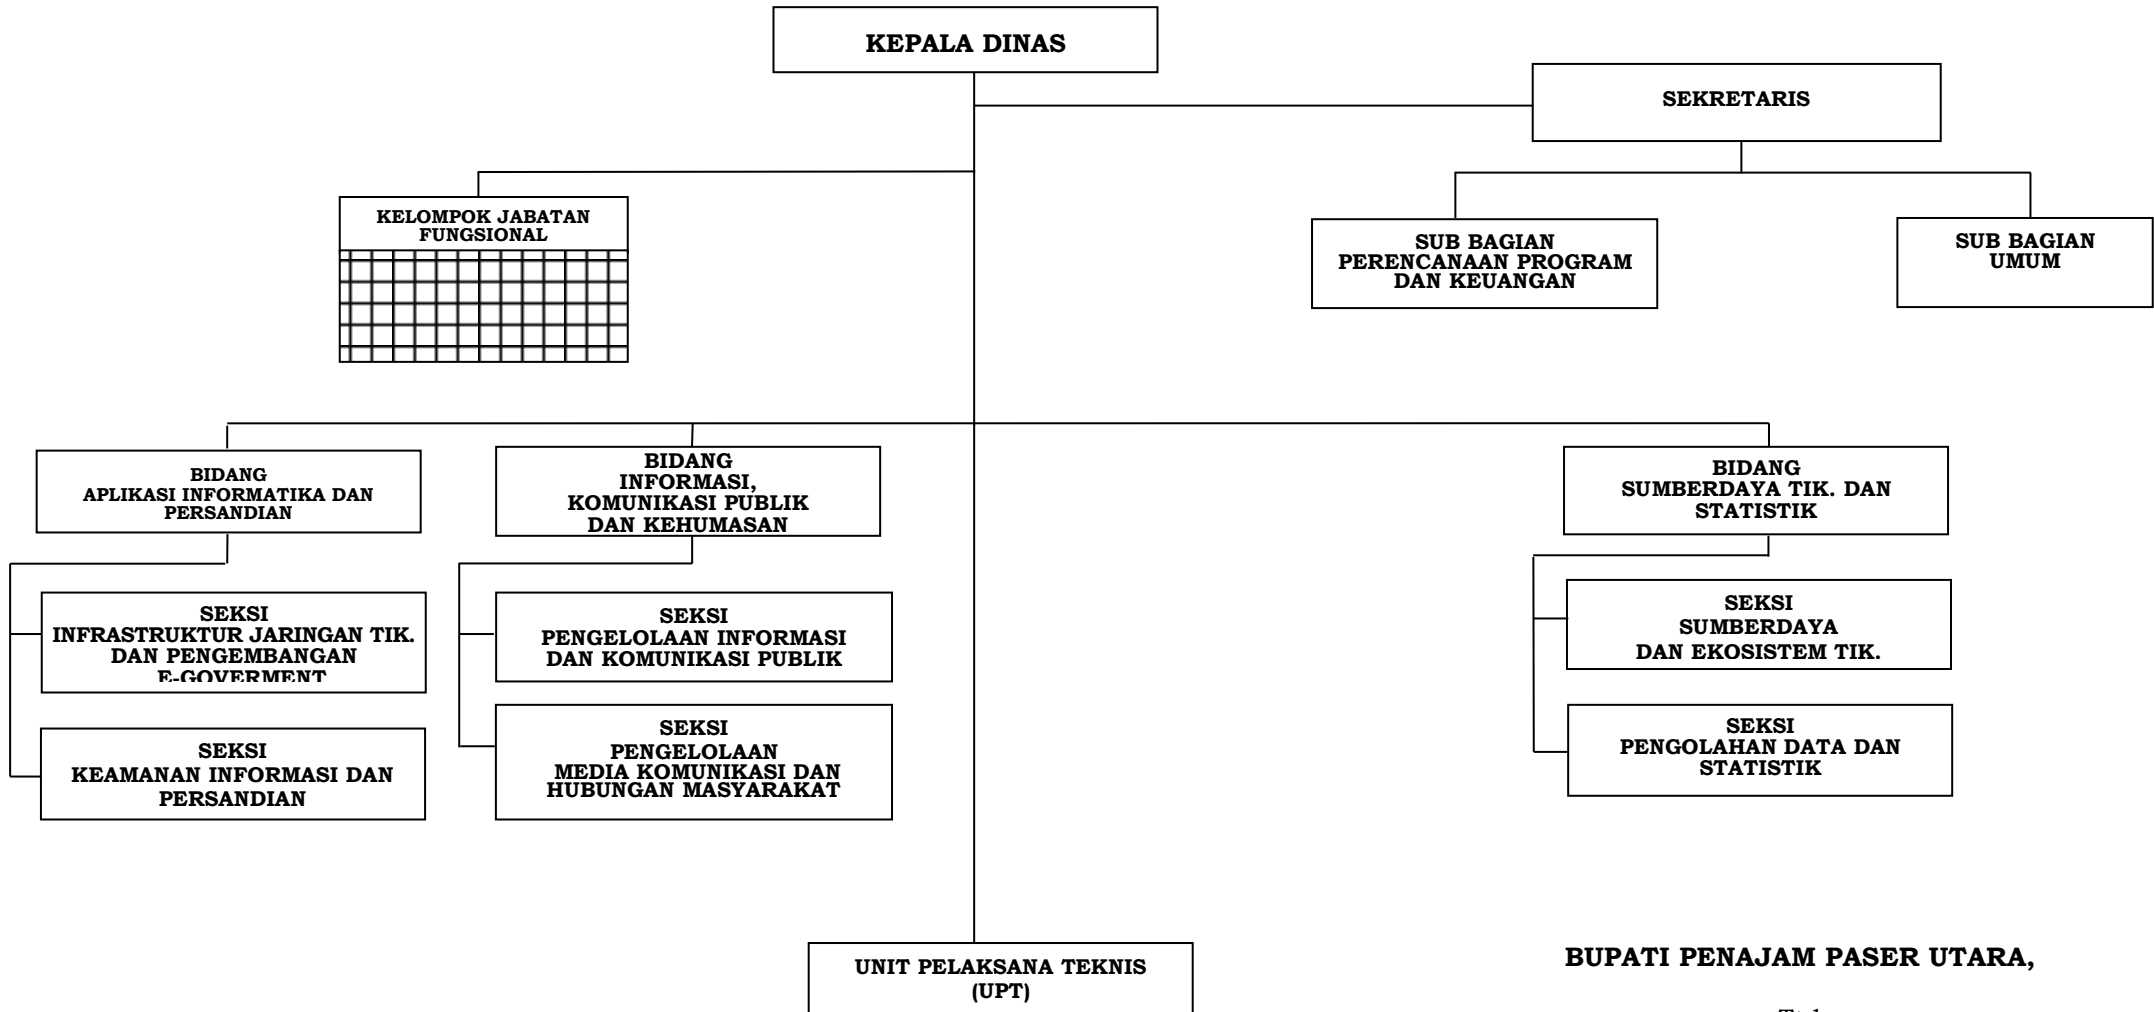 KEPALA DINAS
SEKRETARIS
KELOMPOK JABATAN
FUNGSIONAL
SUB BAGIAN
PERENCANAAN PROGRAM
DAN KEUANGAN
SUB BAGIAN
UMUM
BIDANG
APLIKASI INFORMATIKA DAN
PERSANDIAN
BIDANG
INFORMASI,
KOMUNIKASI PUBLIK
DAN KEHUMASAN
BIDANG
SUMBERDAYA TIK. DAN
STATISTIK
SEKSI
INFRASTRUKTUR JARINGAN TIK.
DAN PENGEMBANGAN
E-GOVERMENT
SEKSI
KEAMANAN INFORMASI DAN
PERSANDIAN
SEKSI
PENGELOLAAN INFORMASI
DAN KOMUNIKASI PUBLIK
SEKSI
PENGELOLAAN
MEDIA KOMUNIKASI DAN
HUBUNGAN MASYARAKAT
SEKSI
SUMBERDAYA
DAN EKOSISTEM TIK.
SEKSI
PENGOLAHAN DATA DAN
STATISTIK
UNIT PELAKSANA TEKNIS
(UPT)
BUPATI PENAJAM PASER UTARA,